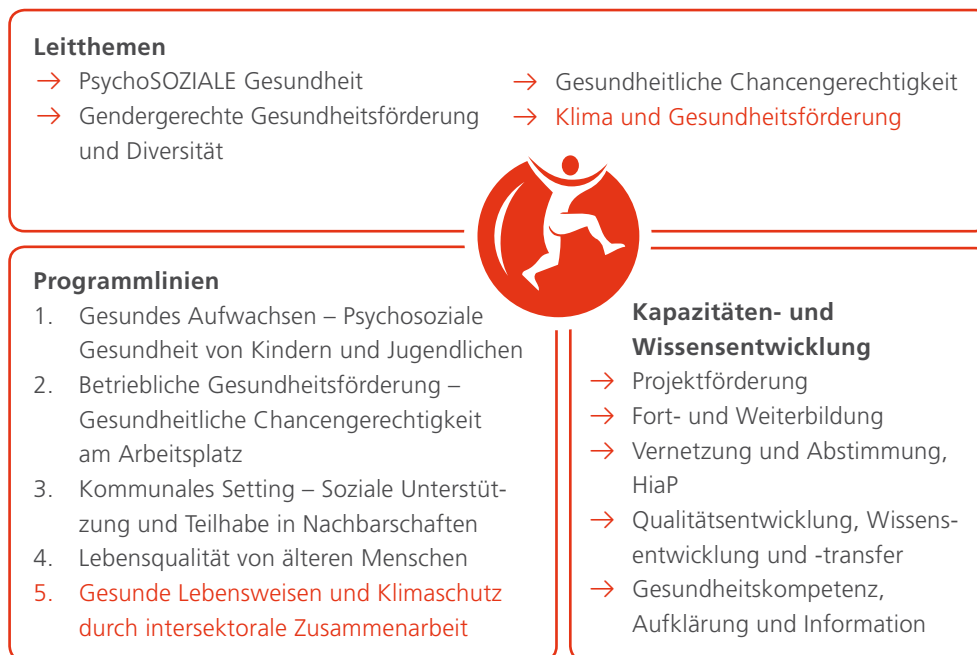 Leitthemen
→ PsychoSOZIALE Gesundheit
→ Gendergerechte Gesundheitsförderung
und Diversität
→ Gesundheitliche Chancengerechtigkeit
→ Klima und Gesundheitsförderung
Programmlinien
1. Gesundes Aufwachsen – Psychosoziale
Gesundheit von Kindern und Jugendlichen
2. Betriebliche Gesundheitsförderung –
Gesundheitliche Chancengerechtigkeit
am Arbeitsplatz
3. Kommunales Setting – Soziale Unterstüt-
zung und Teilhabe in Nachbarschaften
4. Lebensqualität von älteren Menschen
5. Gesunde Lebensweisen und Klimaschutz
durch intersektorale Zusammenarbeit
Kapazitäten- und
Wissensentwicklung
→ Projektförderung
→ Fort- und Weiterbildung
→ Vernetzung und Abstimmung,
HiaP
→ Qualitätsentwicklung, Wissens-
entwicklung und -transfer
→ Gesundheitskompetenz,
Aufklärung und Information